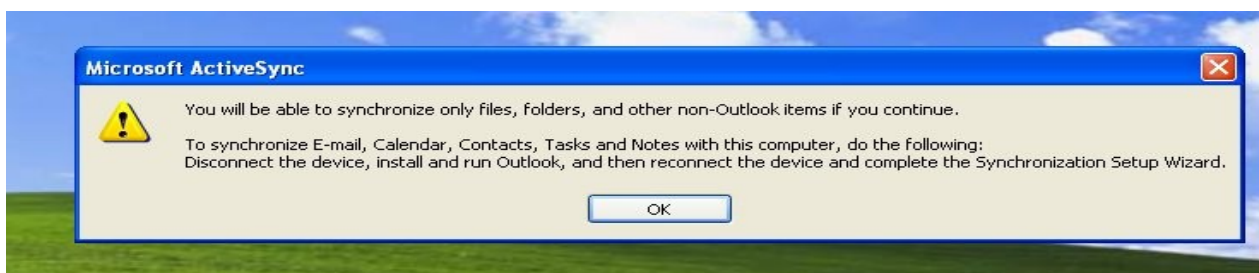 Microsoft ActiveSync
You will be able to synchronize only files, folders, and other non-Outlook items if you continue.
To synchronize E-mail, Calendar, Contacts, Tasks and Notes with this computer, do the following:
Disconnect the device, install and run Outlook, and then reconnect the device and complete the Synchronization Setup Wizard.
OK